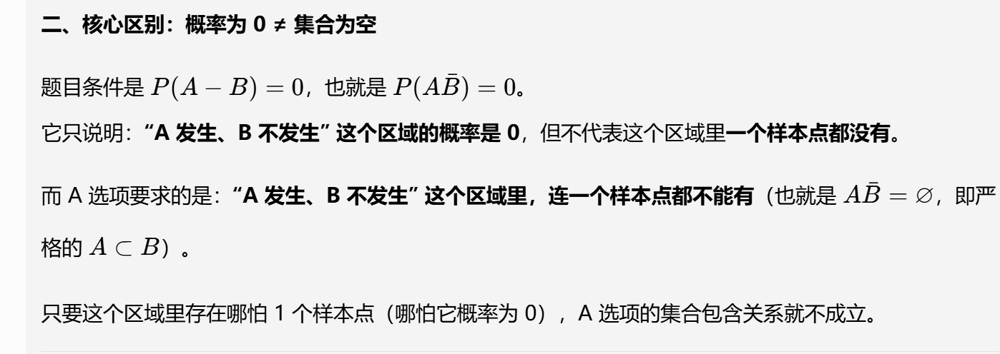 二、核心区别：概率为 0 ≠ 集合为空
题目条件是 P(A − B) = 0，也就是 P(AB̄) = 0。
它只说明：“A 发生、B 不发生” 这个区域的概率是 0，但不代表这个区域里一个样本点都没有。
而 A 选项要求的是：“A 发生、B 不发生” 这个区域里，连一个样本点都不能有（也就是 AB̄ = ∅，即严
格的 A ⊂ B）。
只要这个区域里存在哪怕 1 个样本点（哪怕它概率为 0），A 选项的集合包含关系就不成立。